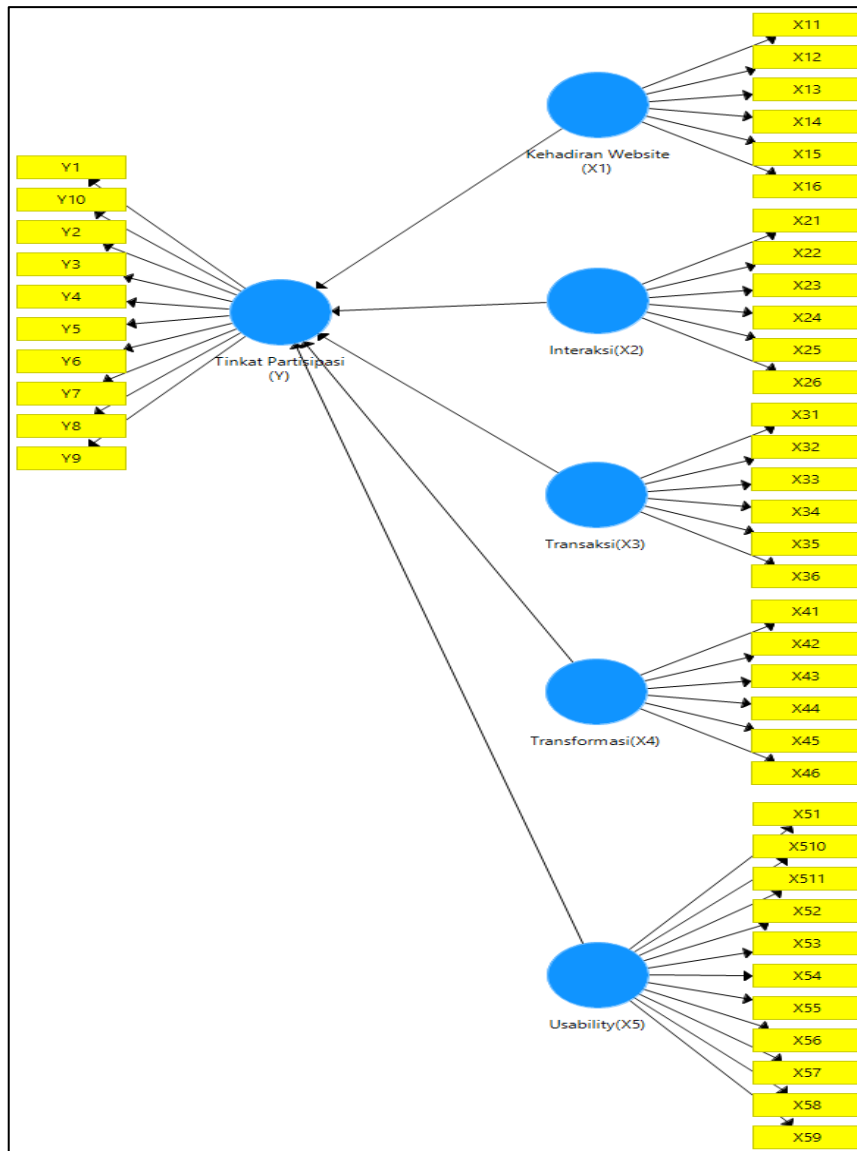 X11
X12
X13
X14
X15
X16
Kehadiran Website
(X1)
Y1
Y10
Y2
Y3
Y4
Y5
Y6
Y7
Y8
Y9
Tinkat Partisipasi
(Y)
X21
X22
X23
X24
X25
X26
Interaksi(X2)
X31
X32
X33
X34
X35
X36
Transaksi(X3)
X41
X42
X43
X44
X45
X46
Transformasi(X4)
X51
X510
X511
X52
X53
X54
X55
X56
X57
X58
X59
Usability(X5)